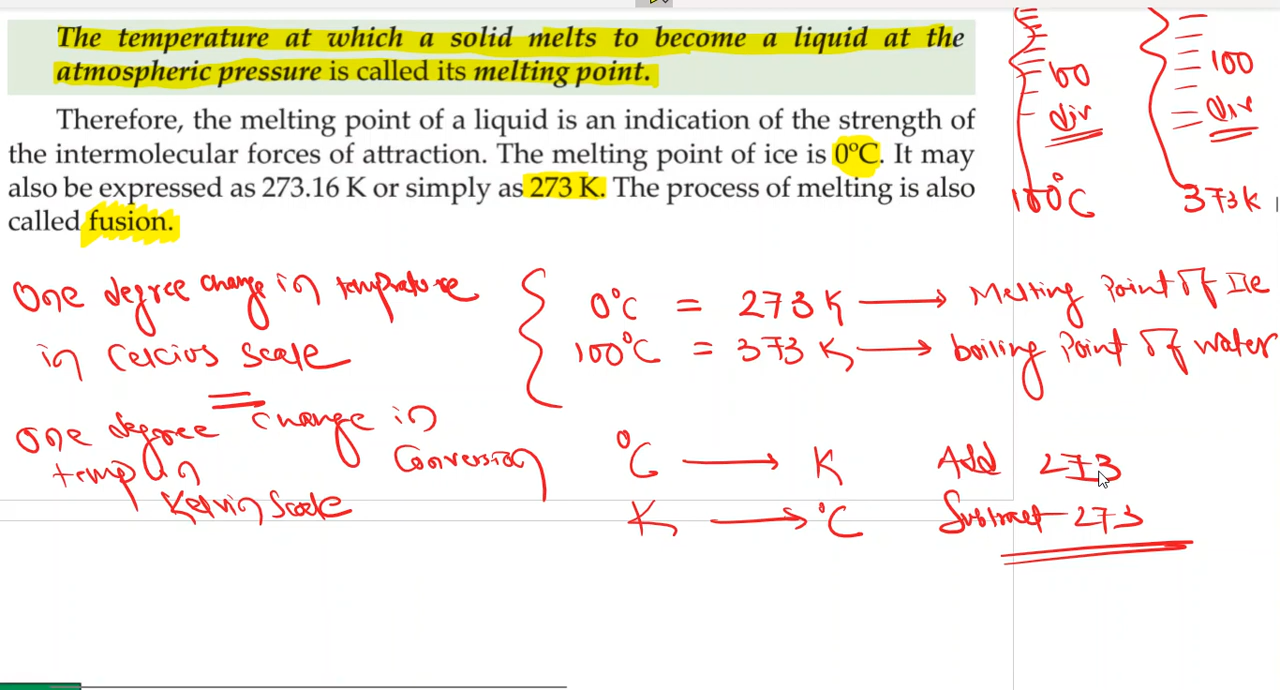 The temperature at which a solid melts to become a liquid at the
atmospheric pressure is called its melting point.
Therefore, the melting point of a liquid is an indication of the strength of
the intermolecular forces of attraction. The melting point of ice is 0°C. It may
also be expressed as 273.16 K or simply as 273 K. The process of melting is also
called fusion.
100
div
100°C
100
div
373K
One degree change in temprature
in Celcius scale
One degree change in
temp in
Kelvin Scale
0°C = 273 K → Melting Point of Ice
100°C = 373 K → boiling Point of water
Conversion
°C → K Add 273
K → °C Subtract 273